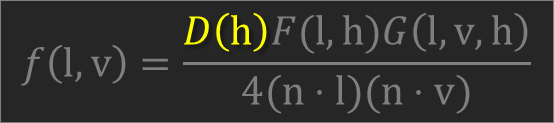 f(l, v) = D(h)F(l, h)G(l, v, h)
4(n · l)(n · v)